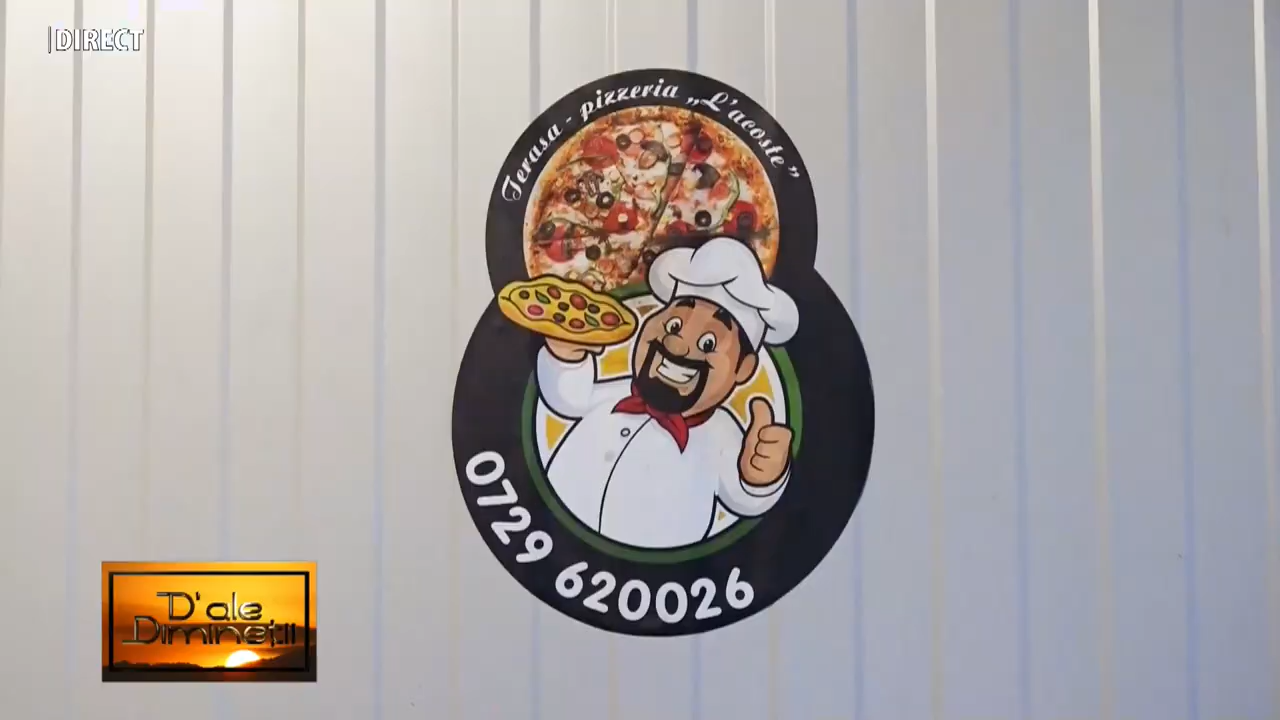 |DIRECT
Terasa - pizzeria „L'acoste”
0729 620026
D'ale
Dimineții